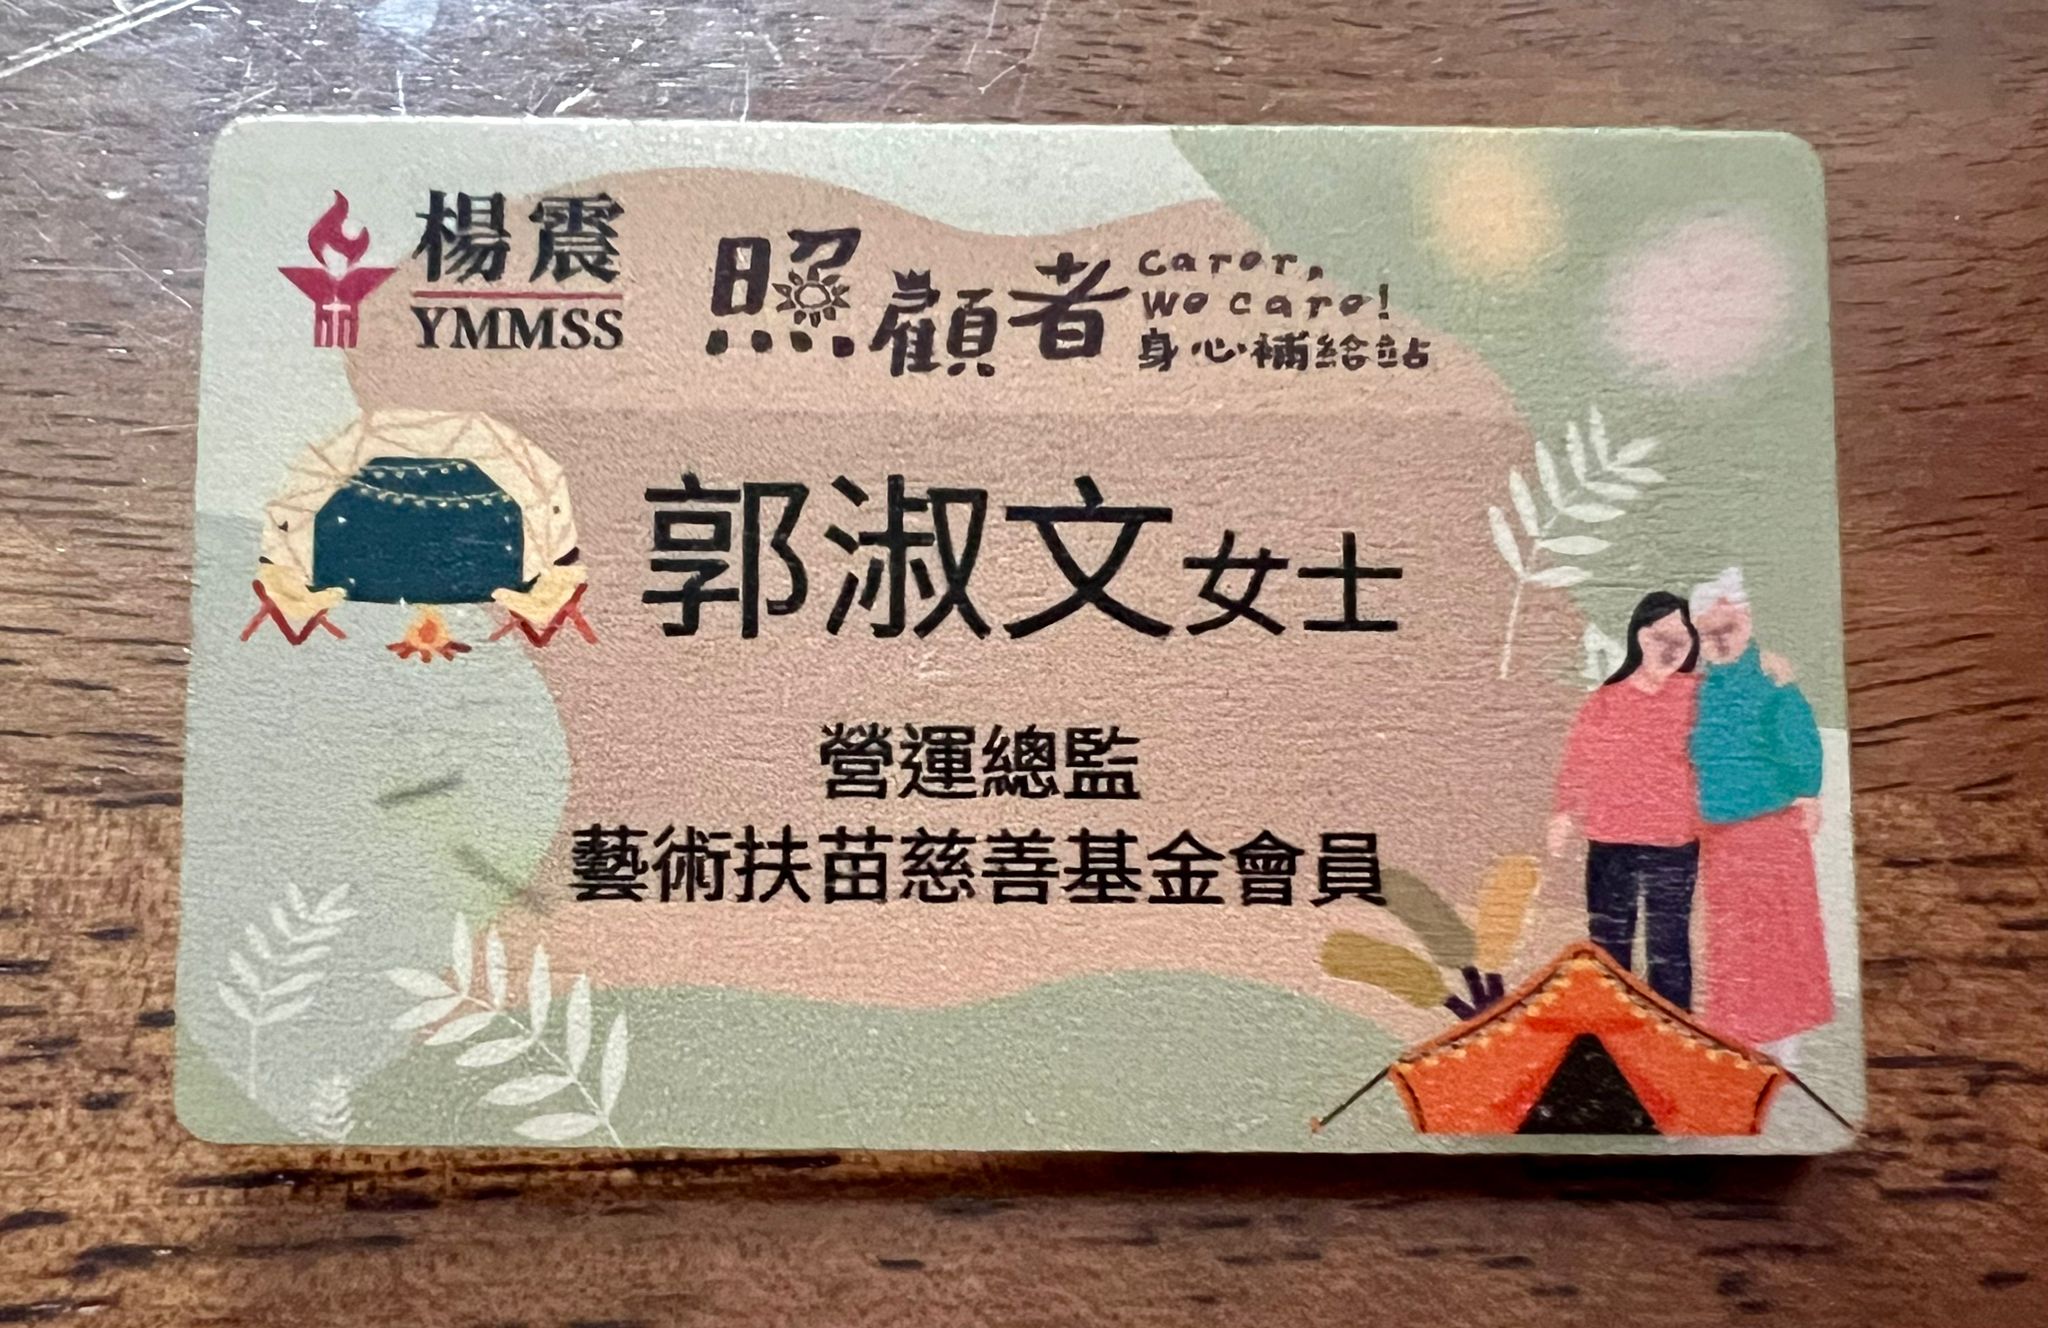 楊震
YMMSS
照顧者
Carer,
We care!
身心補給站
郭淑文女士
營運總監
藝術扶苗慈善基金會員